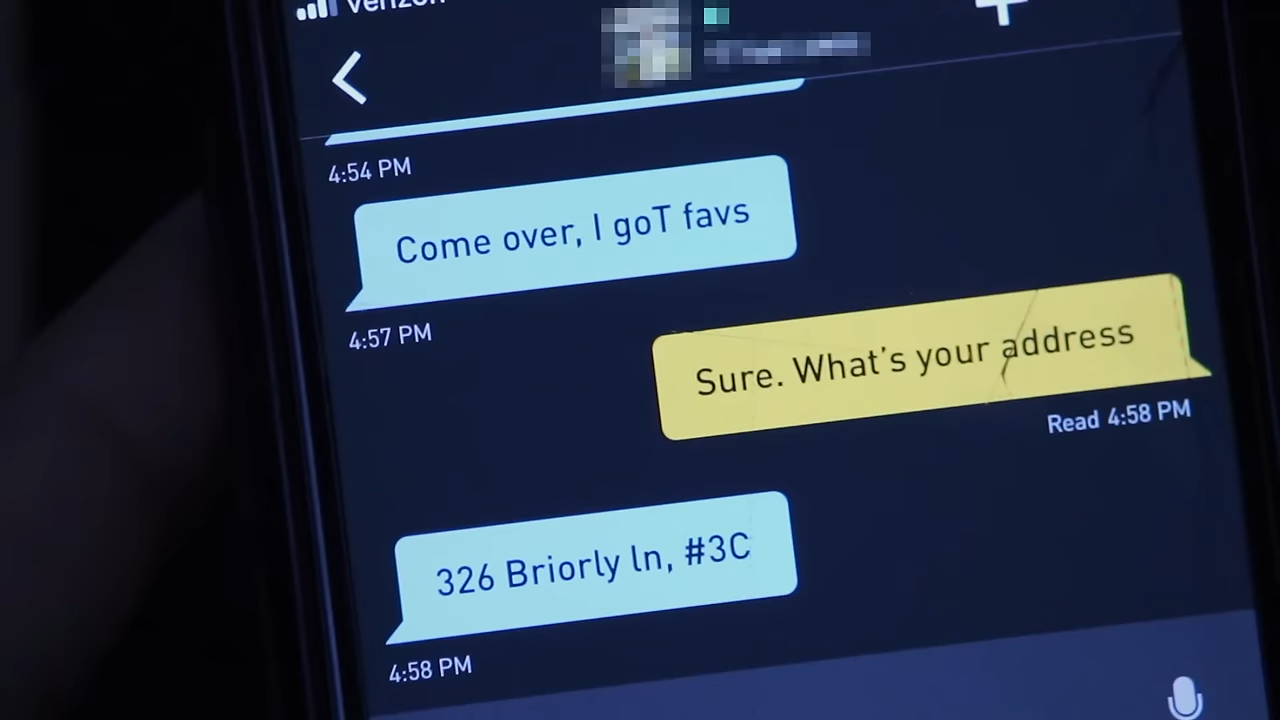 verizon
4:54 PM
Come over, I goT favs
4:57 PM
Sure. What's your address
Read 4:58 PM
326 Briorly ln, #3C
4:58 PM